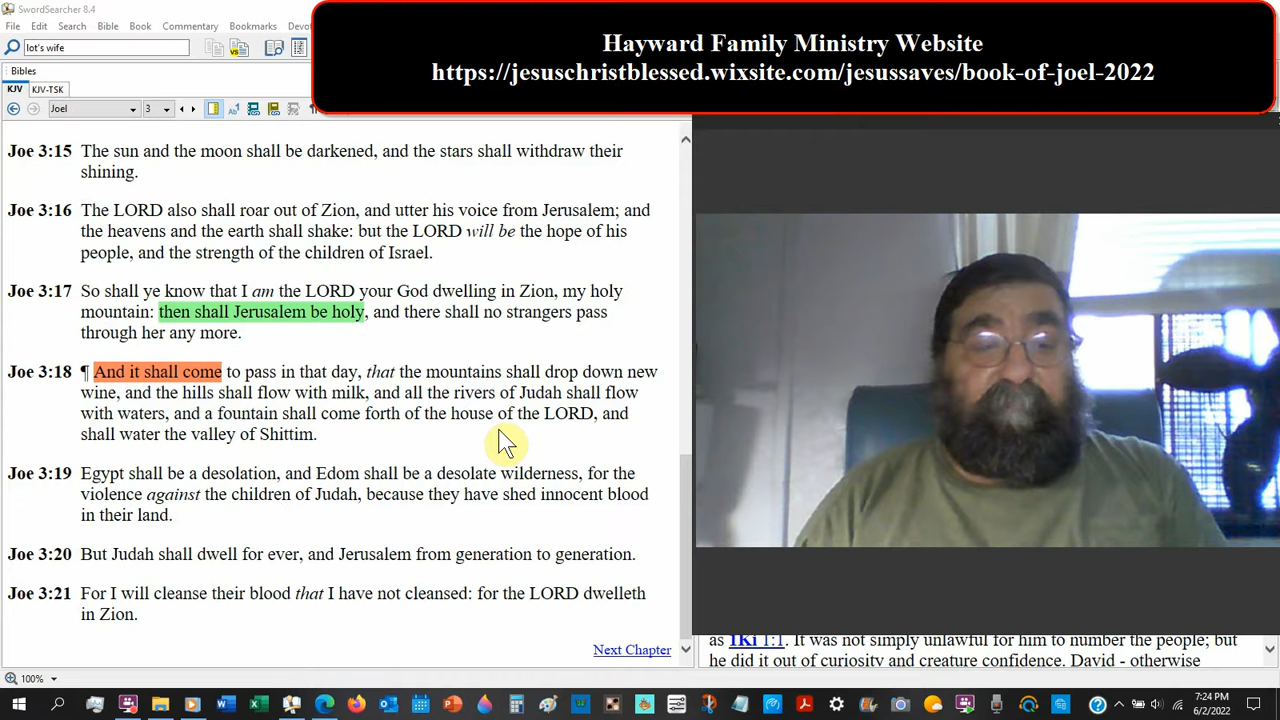 SwordSearcher 8.4
File Edit Search Bible Book Commentary Bookmarks Devot
lot's wife
Hayward Family Ministry Website
https://jesuschristblessed.wixsite.com/jesussaves/book-of-joel-2022
Bibles
KJV KJV-TSK
Joel 3
Joe 3:15 The sun and the moon shall be darkened, and the stars shall withdraw their
shining.
Joe 3:16 The LORD also shall roar out of Zion, and utter his voice from Jerusalem; and
the heavens and the earth shall shake: but the LORD will be the hope of his
people, and the strength of the children of Israel.
Joe 3:17 So shall ye know that I am the LORD your God dwelling in Zion, my holy
mountain: then shall Jerusalem be holy, and there shall no strangers pass
through her any more.
Joe 3:18 ¶ And it shall come to pass in that day, that the mountains shall drop down new
wine, and the hills shall flow with milk, and all the rivers of Judah shall flow
with waters, and a fountain shall come forth of the house of the LORD, and
shall water the valley of Shittim.
Joe 3:19 Egypt shall be a desolation, and Edom shall be a desolate wilderness, for the
violence against the children of Judah, because they have shed innocent blood
in their land.
Joe 3:20 But Judah shall dwell for ever, and Jerusalem from generation to generation.
Joe 3:21 For I will cleanse their blood that I have not cleansed: for the LORD dwelleth
in Zion.
Next Chapter
as 1Ki 1:1. It was not simply unlawful for him to number the people; but
he did it out of curiosity and creature confidence. David - otherwise
100%
7:24 PM
6/2/2022